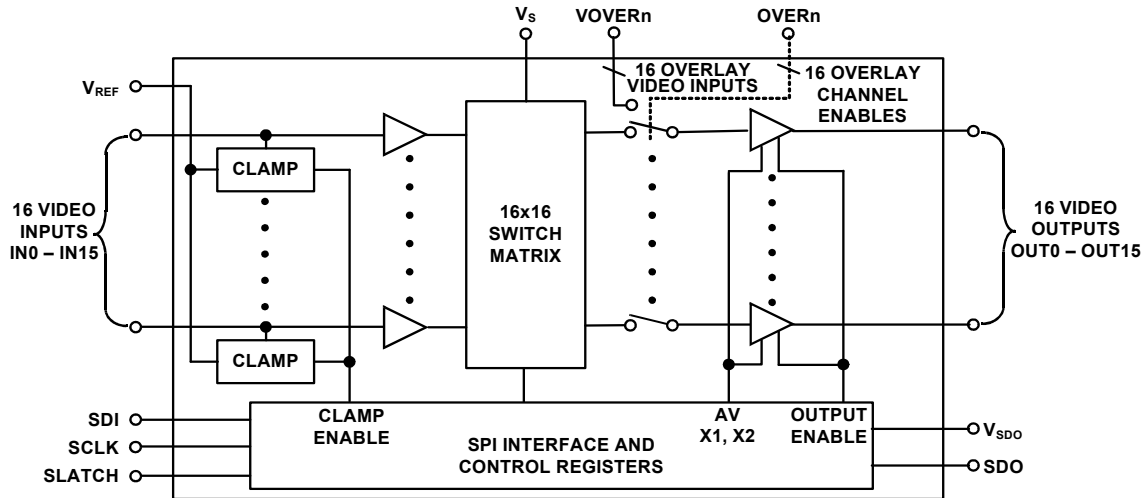 VS
VOVERn
OVERn
16 OVERLAY
VIDEO INPUTS
16 OVERLAY
CHANNEL
ENABLES
VREF
CLAMP
16 VIDEO
INPUTS
IN0 – IN15
16x16
SWITCH
MATRIX
16 VIDEO
OUTPUTS
OUT0 – OUT15
CLAMP
SDI
SCLK
SLATCH
CLAMP
ENABLE
SPI INTERFACE AND
CONTROL REGISTERS
AV
X1, X2
OUTPUT
ENABLE
VSDO
SDO